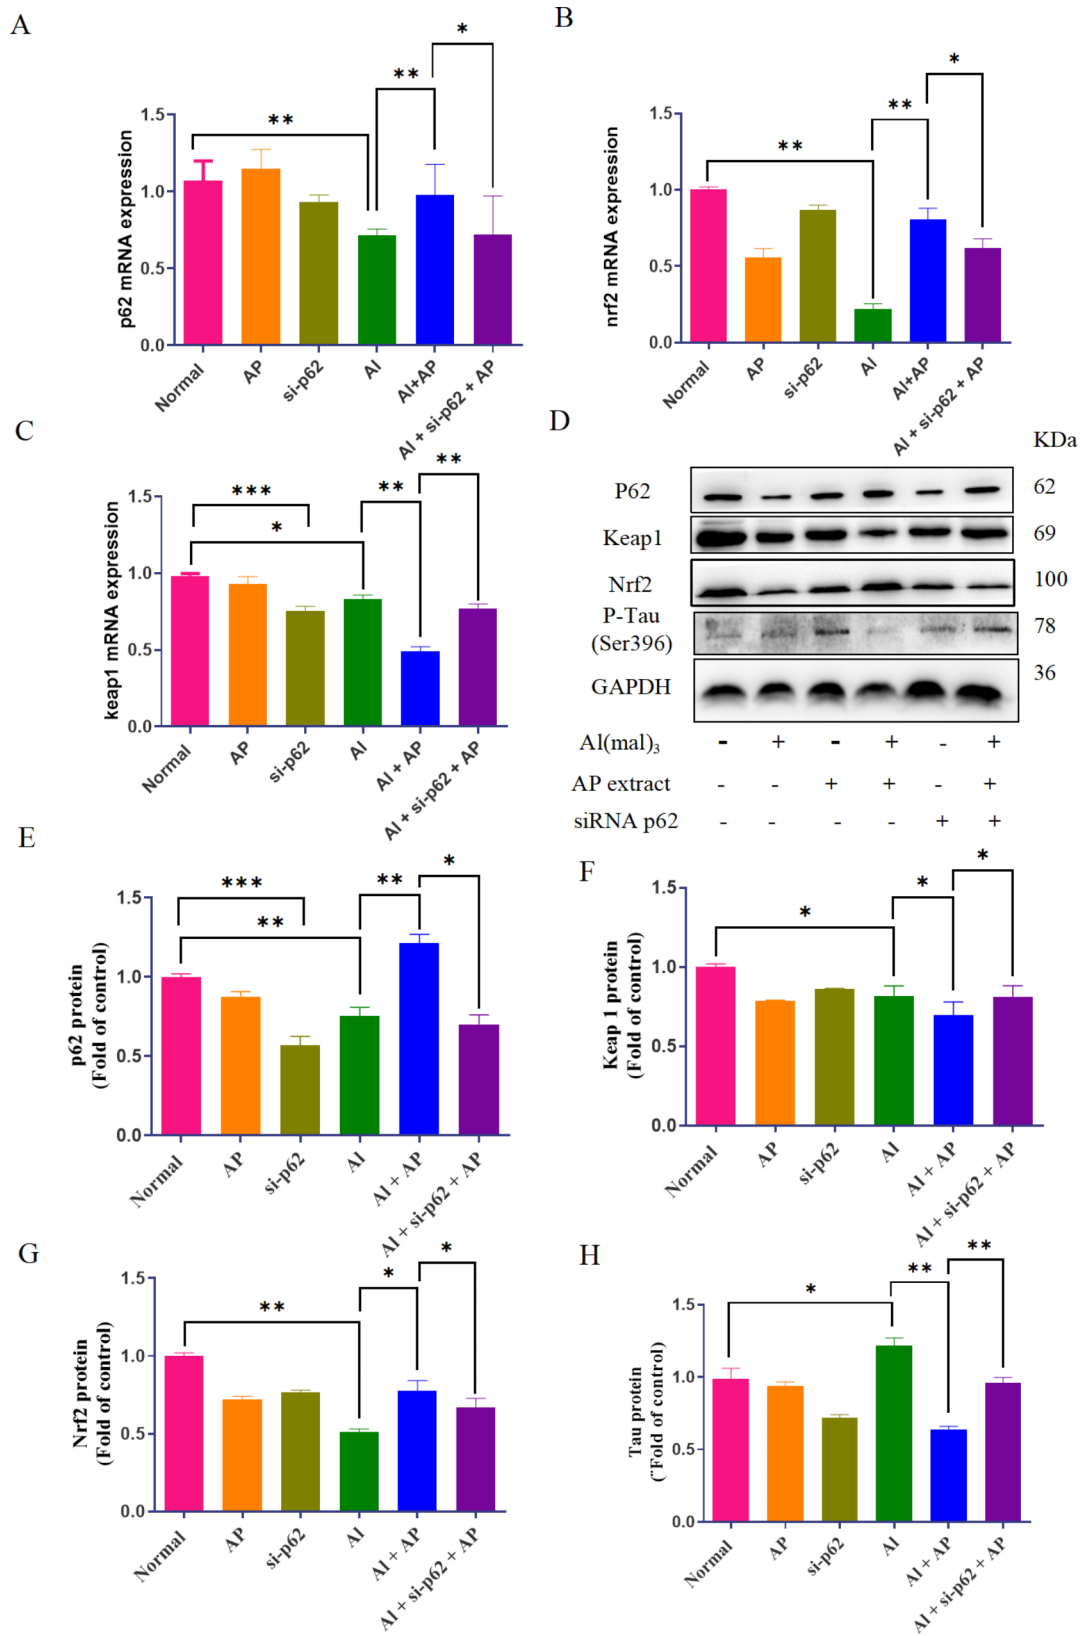 A
p62 mRNA expression
1.5
1.0
0.5
0.0
**
**
*
Normal
AP
si-p62
Al
Al+AP
Al + si-p62 + AP
B
nrf2 mRNA expression
1.5
1.0
0.5
0.0
**
**
*
Normal
AP
si-p62
Al
Al+AP
Al + si-p62 + AP
C
keap1 mRNA expression
1.5
1.0
0.5
0.0
***
*
**
**
Normal
AP
si-p62
Al
Al + AP
Al + si-p62 + AP
D
KDa
P62 62
Keap1 69
Nrf2 100
P-Tau
(Ser396)
78
GAPDH 36
Al(mal)₃ - + - + - +
AP extract - - + + - +
siRNA p62 - - - - + +
E
p62 protein
(Fold of control)
1.5
1.0
0.5
0.0
***
**
**
*
Normal
AP
si-p62
Al
Al + AP
Al + si-p62 + AP
F
Keap 1 protein
(Fold of control)
1.5
1.0
0.5
0.0
*
*
*
Normal
AP
si-p62
Al
Al + AP
Al + si-p62 + AP
G
Nrf2 protein
(Fold of control)
1.5
1.0
0.5
0.0
**
*
*
Normal
AP
si-p62
Al
Al + AP
Al + si-p62 + AP
H
Tau protein
(¨Fold of control)
1.5
1.0
0.5
0.0
*
**
**
Normal
AP
si-p62
Al
Al + AP
Al + si-p62 + AP